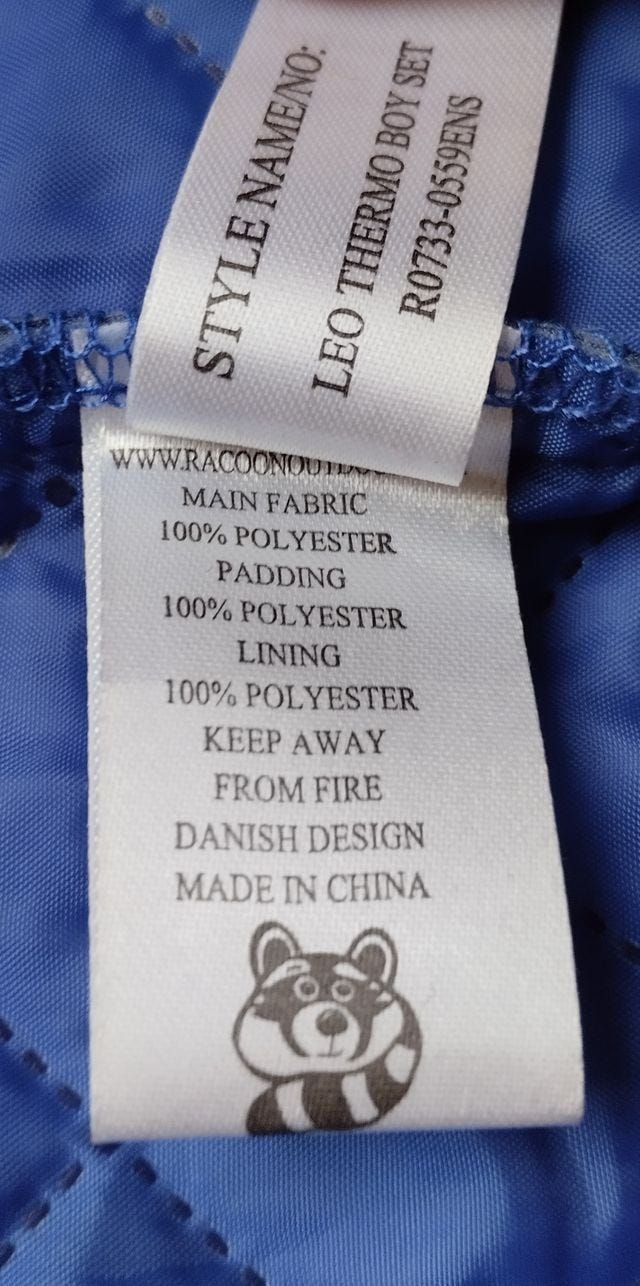 STYLE NAME/NO:
LEO THERMO BOY SET
R0733-0559ENS
MAIN FABRIC
100% POLYESTER
PADDING
100% POLYESTER
LINING
100% POLYESTER
KEEP AWAY
FROM FIRE
DANISH DESIGN
MADE IN CHINA